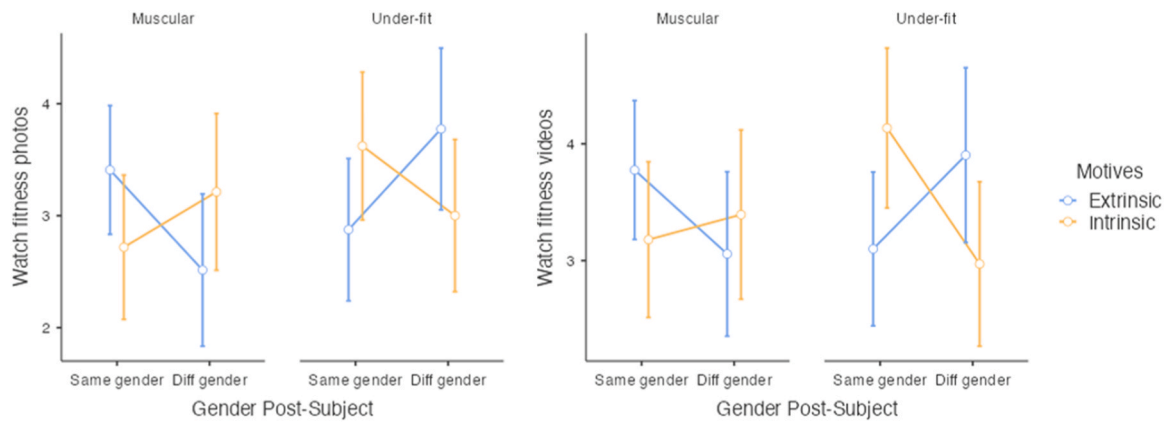 Muscular
Under-fit
Muscular
Under-fit
Watch fitness photos
4
3
2
Watch fitness videos
4
3
Motives
Extrinsic
Intrinsic
Same gender
Diff gender
Same gender
Diff gender
Same gender
Diff gender
Same gender
Diff gender
Gender Post-Subject
Gender Post-Subject